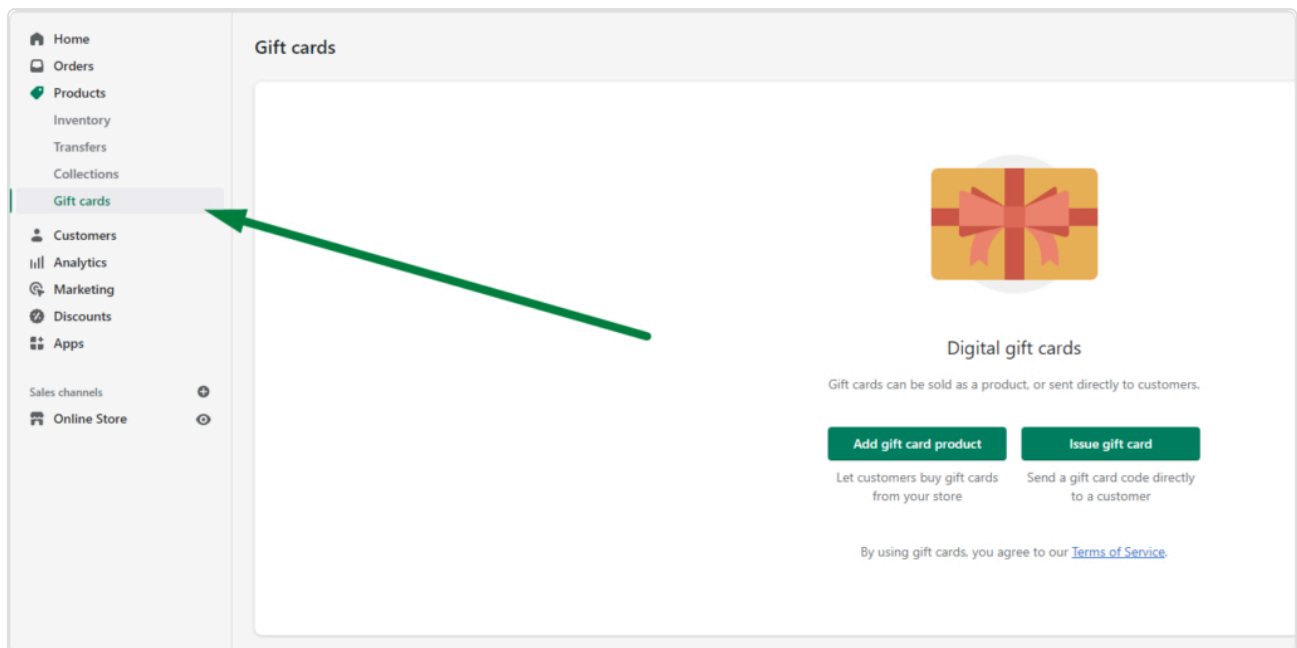 Home
Orders
Products
Inventory
Transfers
Collections
Gift cards
Customers
Analytics
Marketing
Discounts
Apps
Sales channels
Online Store
Gift cards
Digital gift cards
Gift cards can be sold as a product, or sent directly to customers.
Add gift card product
Let customers buy gift cards
from your store
Issue gift card
Send a gift card code directly
to a customer
By using gift cards, you agree to our Terms of Service.